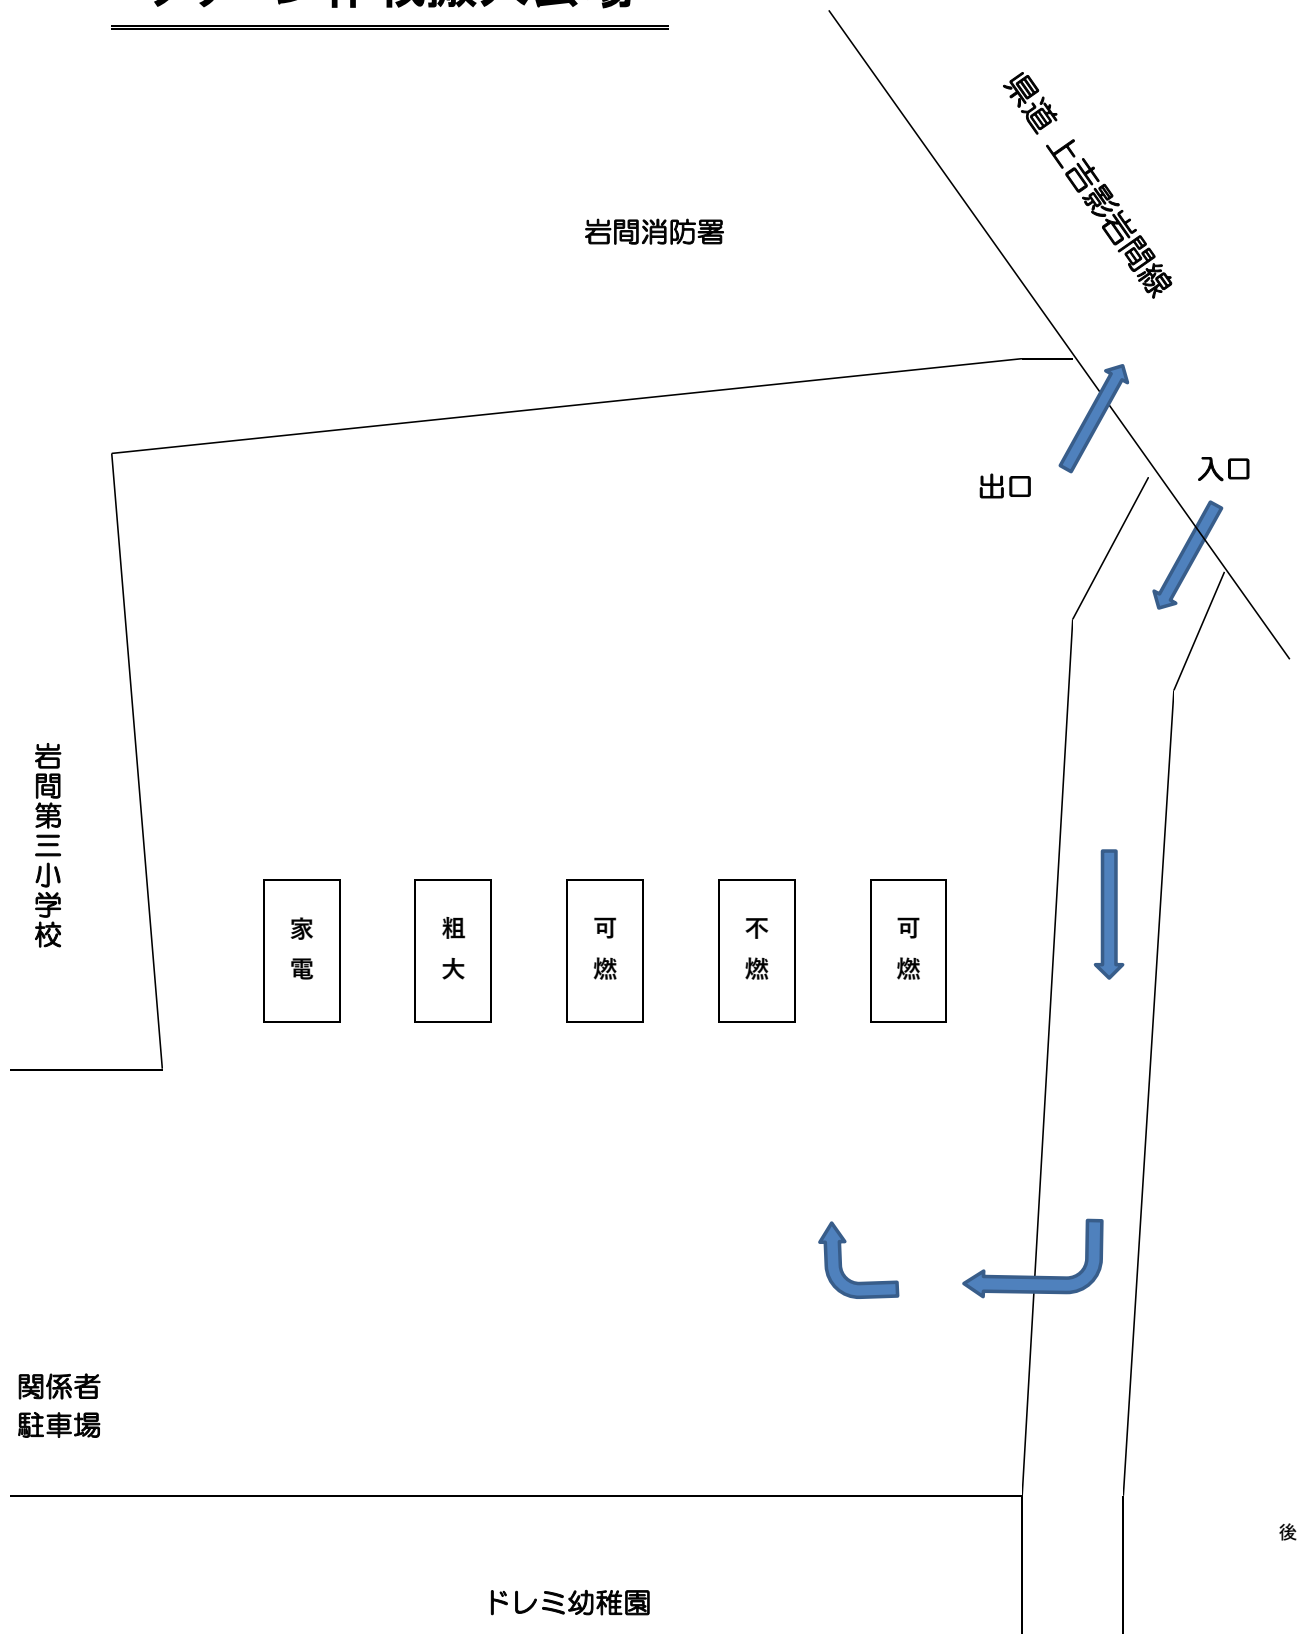 県道 上古影岩間線
岩間消防署
入口
出口
岩間第三小学校
家電
粗大
可燃
不燃
可燃
関係者
駐車場
後
ドレミ幼稚園